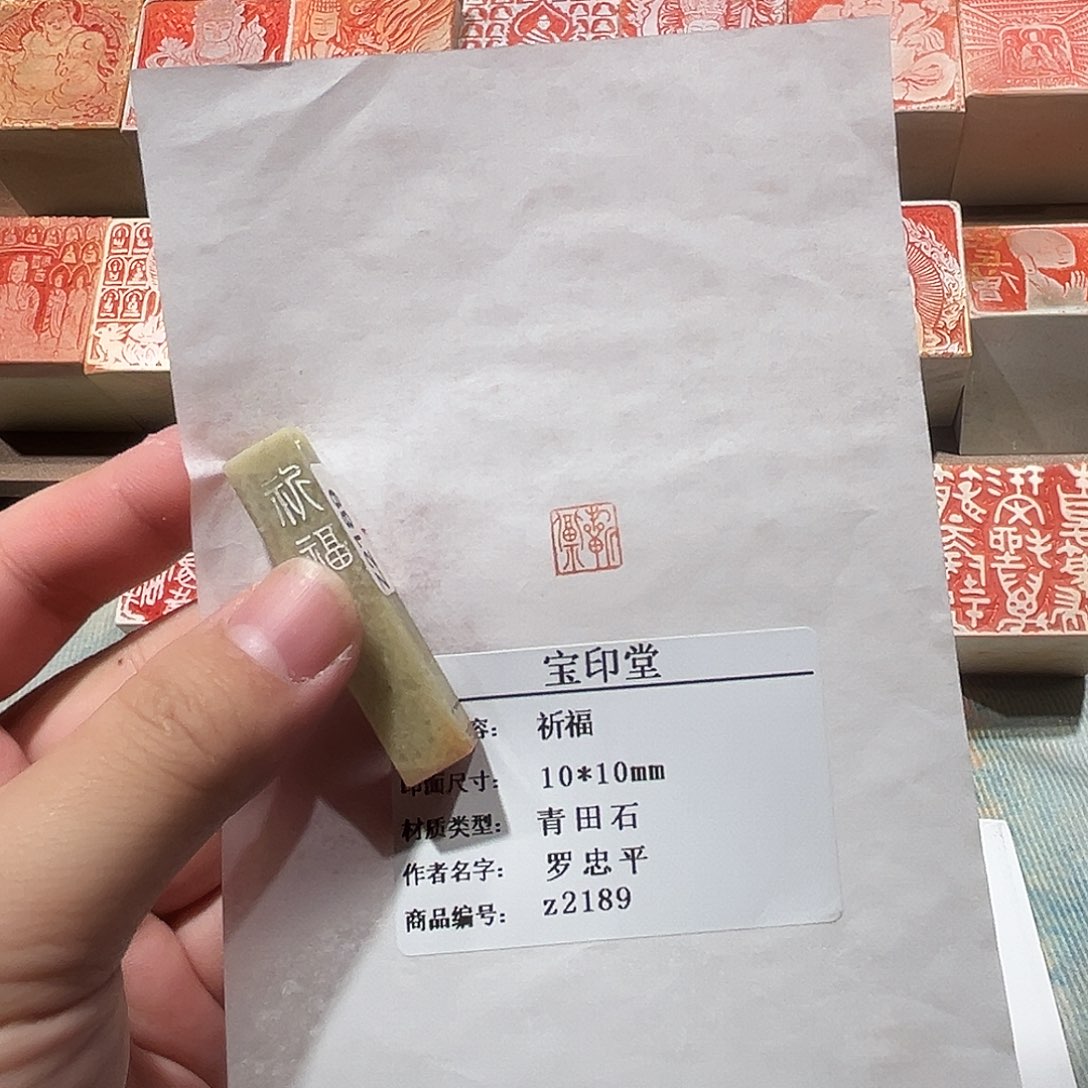 祈
福
宝印堂
容： 祈福
印面尺寸： 10*10mm
材质类型： 青田石
作者名字： 罗忠平
商品编号： z2189